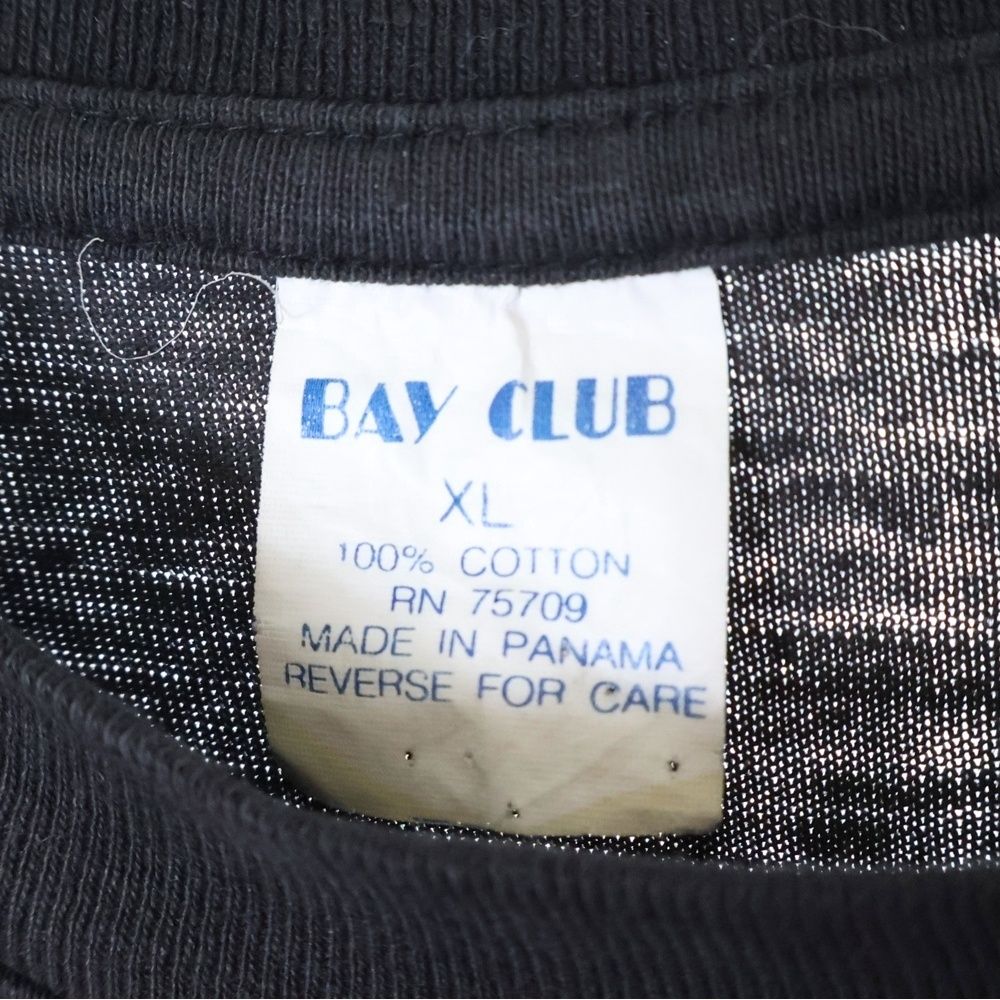 BAY CLUB
XL
100% COTTON
RN 75709
MADE IN PANAMA
REVERSE FOR CARE